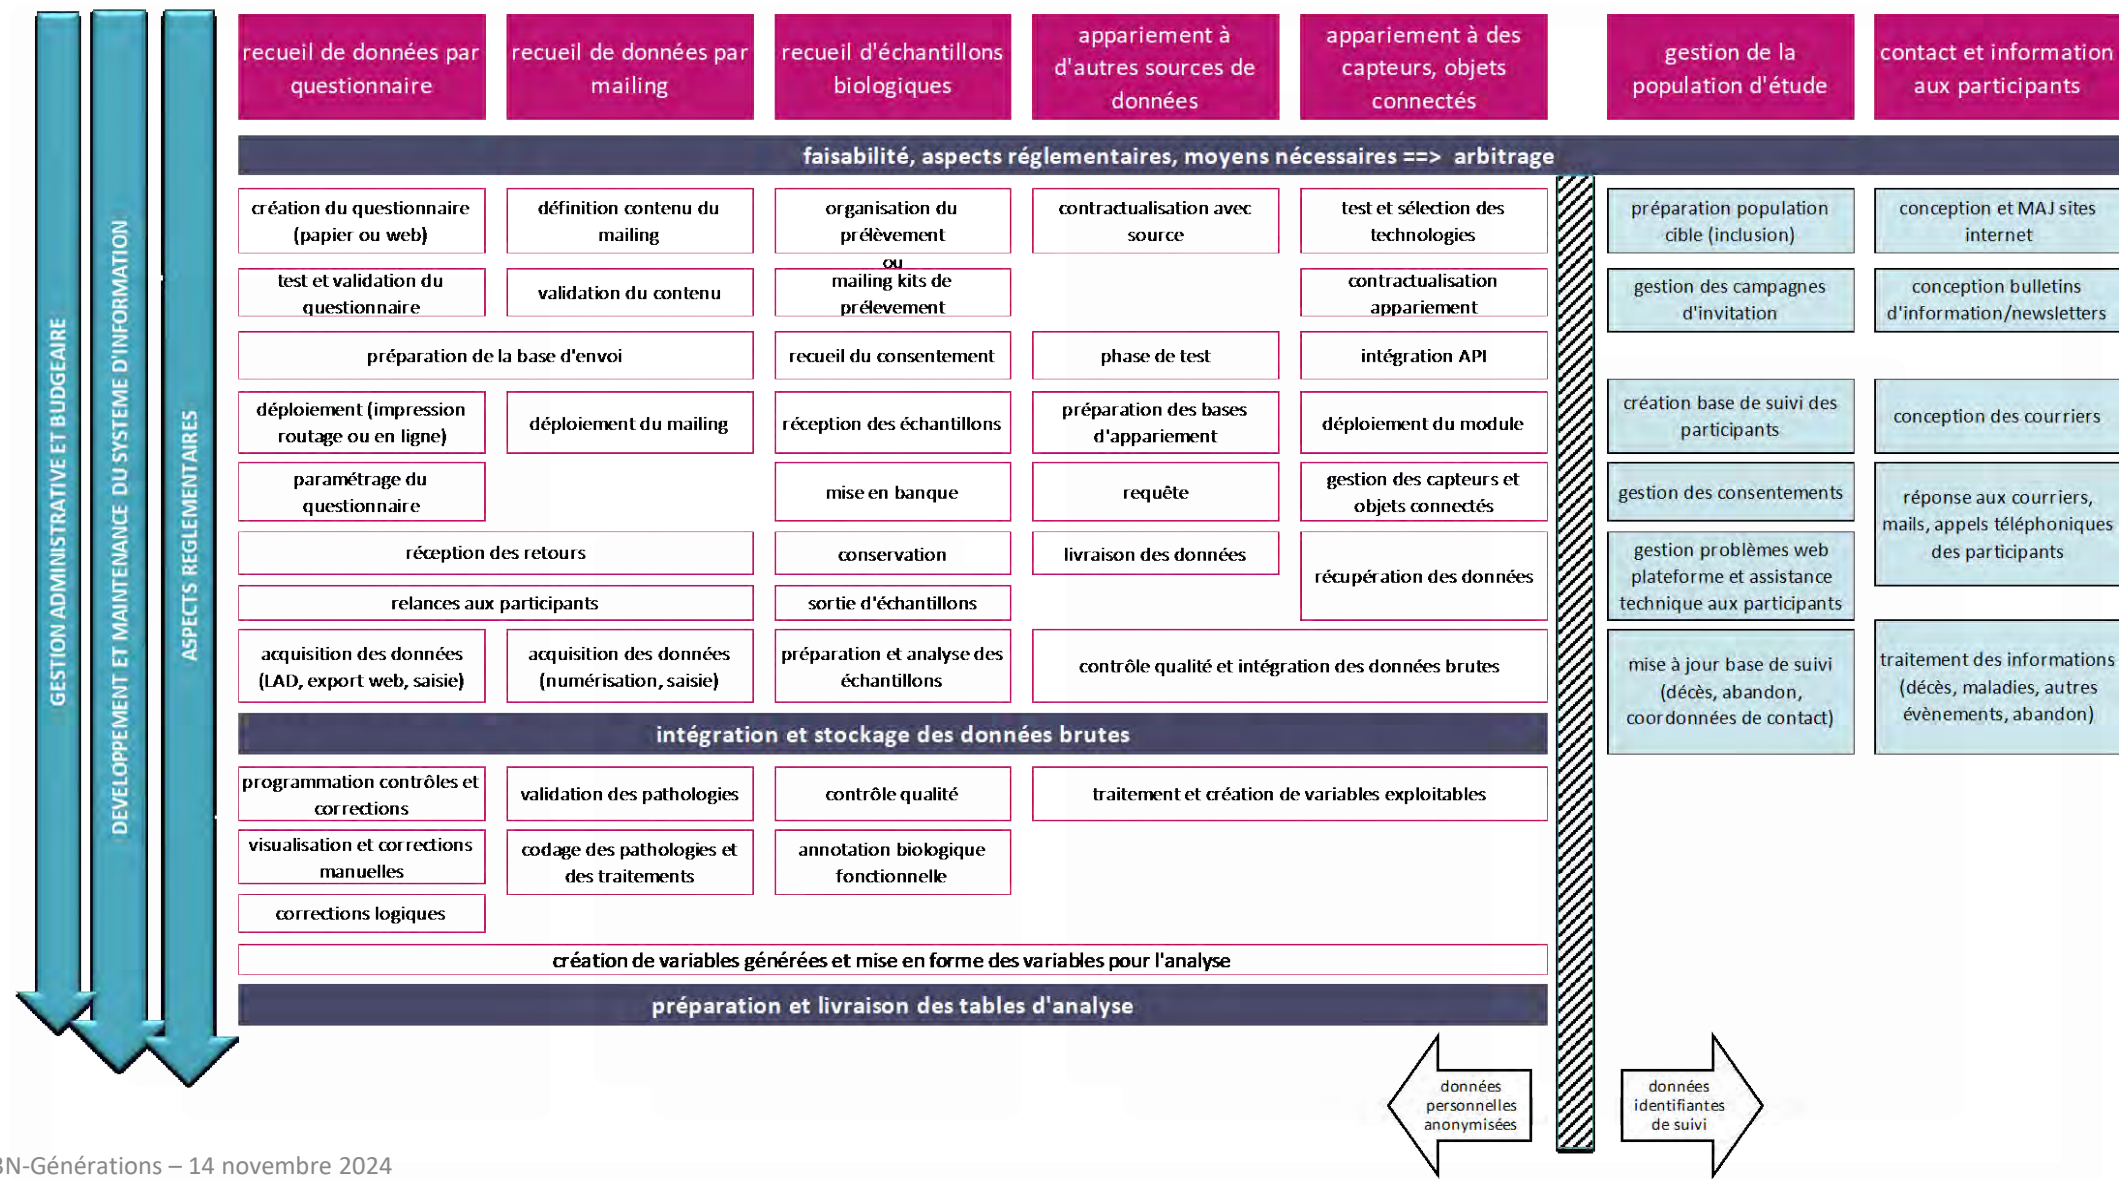 GESTION ADMINISTRATIVE ET BUDGEAIRE
DEVELOPPEMENT ET MAINTENANCE DU SYSTEME D'INFORMATION
ASPECTS REGLEMENTAIRES
recueil de données par
questionnaire
recueil de données par
mailing
recueil d'échantillons
biologiques
appariement à
d'autres sources de
données
appariement à des
capteurs, objets
connectés
gestion de la
population d'étude
contact et information
aux participants
faisabilité, aspects réglementaires, moyens nécessaires ==> arbitrage
création du questionnaire
(papier ou web)
définition contenu du
mailing
organisation du
prélèvement
contractualisation avec
source
test et sélection des
technologies
préparation population
cible (inclusion)
conception et MAJ sites
internet
test et validation du
questionnaire
validation du contenu
ou
mailing kits de
prélevement
contractualisation
appariement
gestion des campagnes
d'invitation
conception bulletins
d'information/newsletters
préparation de la base d'envoi
recueil du consentement
phase de test
intégration API
déploiement (impression
routage ou en ligne)
déploiement du mailing
réception des échantillons
préparation des bases
d'appariement
déploiement du module
création base de suivi des
participants
conception des courriers
paramétrage du
questionnaire
mise en banque
requête
gestion des capteurs et
objets connectés
gestion des consentements
réponse aux courriers,
mails, appels téléphoniques
des participants
réception des retours
conservation
livraison des données
récupération des données
gestion problèmes web
plateforme et assistance
technique aux participants
relances aux participants
sortie d'échantillons
acquisition des données
(LAD, export web, saisie)
acquisition des données
(numérisation, saisie)
préparation et analyse des
échantillons
contrôle qualité et intégration des données brutes
mise à jour base de suivi
(décès, abandon,
coordonnées de contact)
traitement des informations
(décès, maladies, autres
évènements, abandon)
intégration et stockage des données brutes
programmation contrôles et
corrections
validation des pathologies
contrôle qualité
traitement et création de variables exploitables
visualisation et corrections
manuelles
codage des pathologies et
des traitements
annotation biologique
fonctionnelle
corrections logiques
création de variables générées et mise en forme des variables pour l'analyse
préparation et livraison des tables d'analyse
données
personnelles
anonymisées
données
identifiantes
de suivi
3N-Générations – 14 novembre 2024